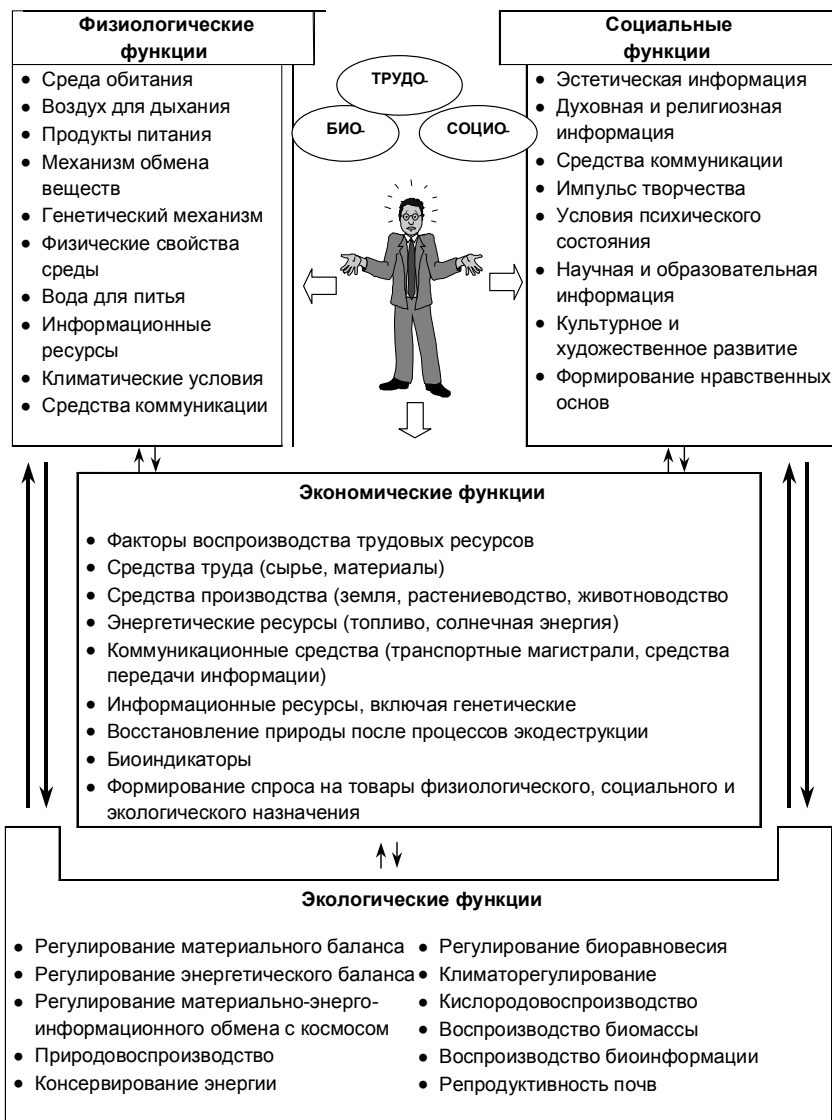 Физиологические
функции
• Среда обитания
• Воздух для дыхания
• Продукты питания
• Механизм обмена
веществ
• Генетический механизм
• Физические свойства
среды
• Вода для питья
• Информационные
ресурсы
• Климатические условия
• Средства коммуникации
ТРУДО-
БИО-
СОЦИО-
Социальные
функции
• Эстетическая информация
• Духовная и религиозная
информация
• Средства коммуникации
• Импульс творчества
• Условия психического
состояния
• Научная и образовательная
информация
• Культурное и
художественное развитие
• Формирование нравственных
основ
Экономические функции
• Факторы воспроизводства трудовых ресурсов
• Средства труда (сырье, материалы)
• Средства производства (земля, растениеводство, животноводство
• Энергетические ресурсы (топливо, солнечная энергия)
• Коммуникационные средства (транспортные магистрали, средства
передачи информации)
• Информационные ресурсы, включая генетические
• Восстановление природы после процессов экодеструкции
• Биоиндикаторы
• Формирование спроса на товары физиологического, социального и
экологического назначения
Экологические функции
• Регулирование материального баланса
• Регулирование энергетического баланса
• Регулирование материально-энерго-
информационного обмена с космосом
• Природовоспроизводство
• Консервирование энергии
• Регулирование биоравновесия
• Климаторегулирование
• Кислородовоспроизводство
• Воспроизводство биомассы
• Воспроизводство биоинформации
• Репродуктивность почв